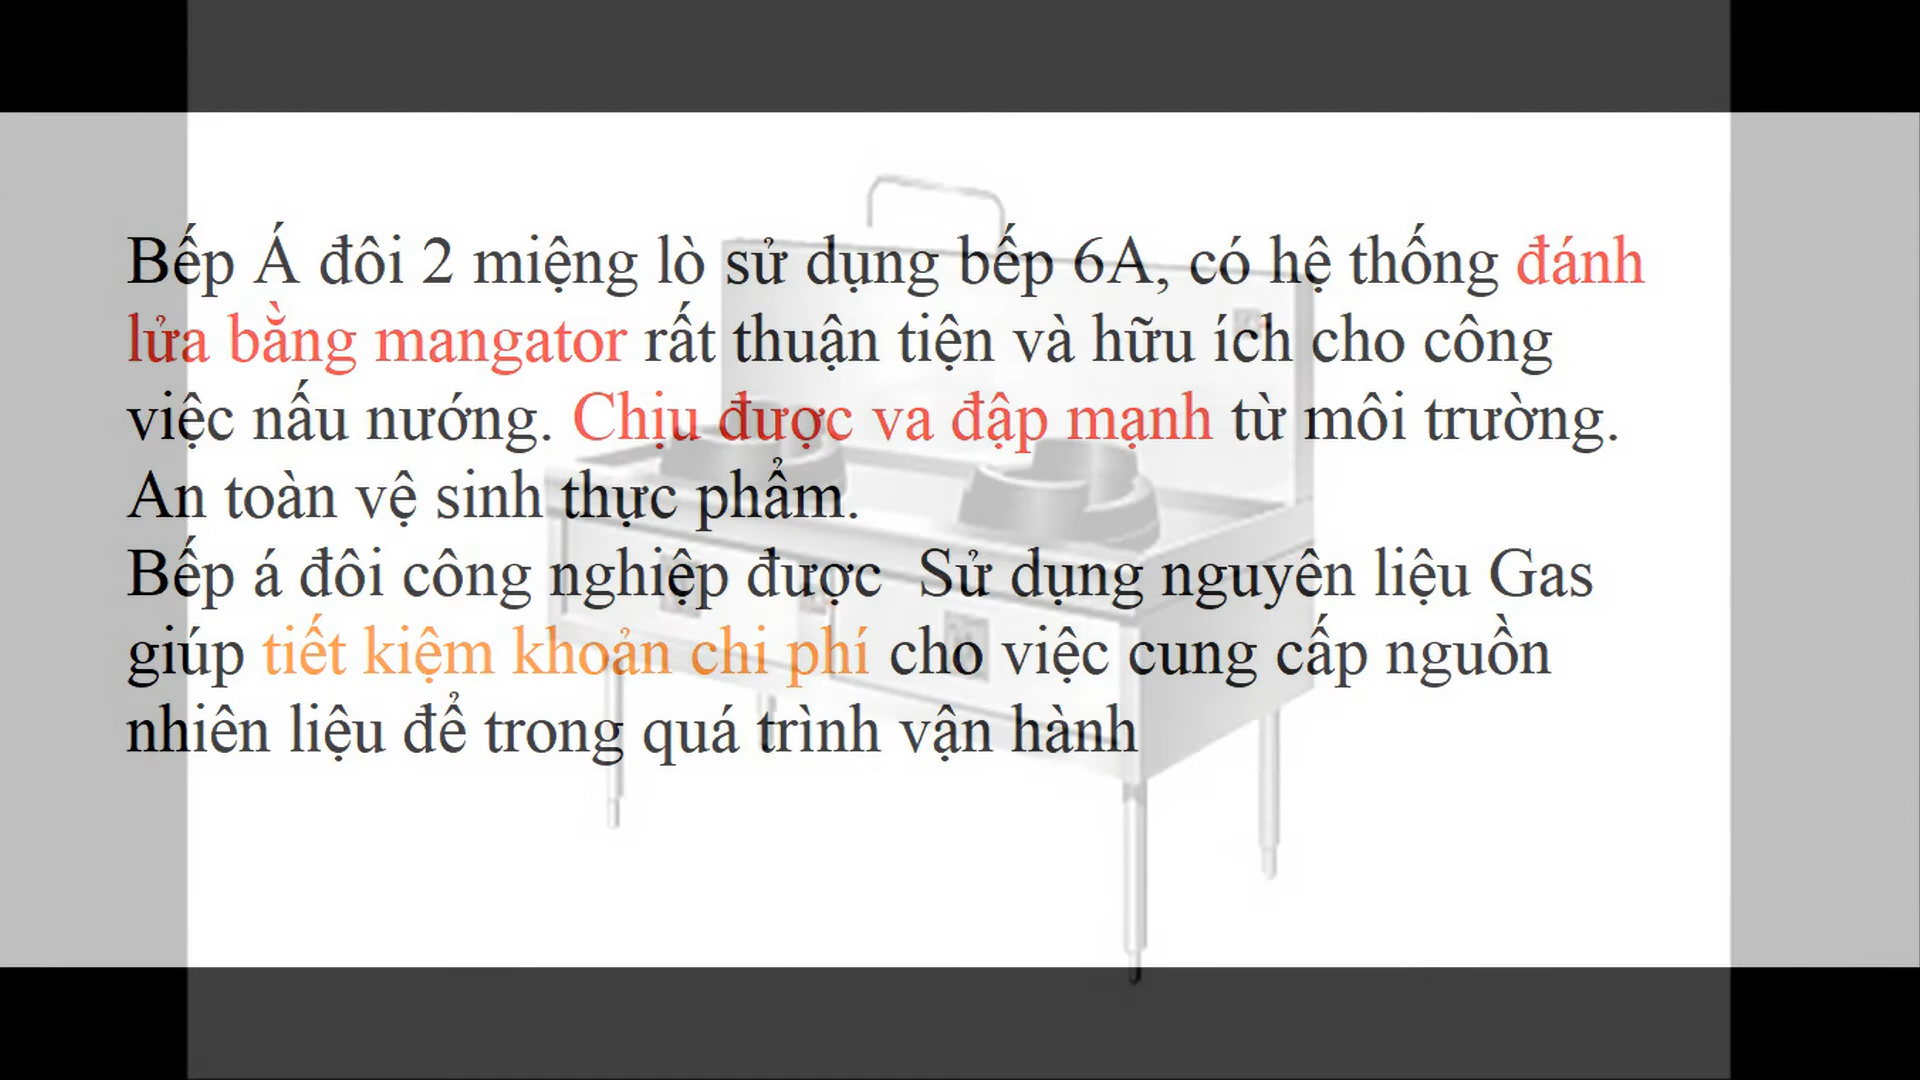 Bếp Á đôi 2 miệng lò sử dụng bếp 6A, có hệ thống đánh
lửa bằng mangator rất thuận tiện và hữu ích cho công
việc nấu nướng. Chịu được va đập mạnh từ môi trường.
An toàn vệ sinh thực phẩm.
Bếp á đôi công nghiệp được  Sử dụng nguyên liệu Gas
giúp tiết kiệm khoản chi phí cho việc cung cấp nguồn
nhiên liệu để trong quá trình vận hành